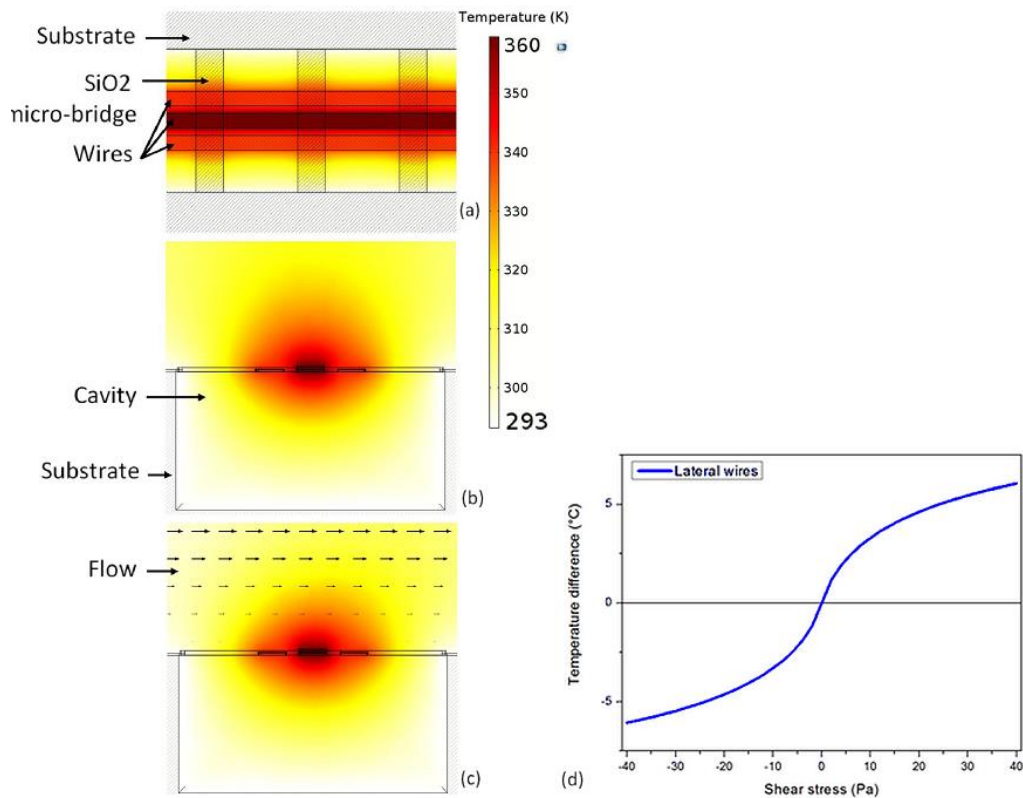 Temperature (K)
Substrate
360
SiO2
350
micro-bridge
340
Wires
330
(a)
320
310
300
293
Cavity
Substrate
(b)
Flow
(c)
Lateral wires
Temperature difference (°C)
5
0
-5
-40 -30 -20 -10 0 10 20 30 40
Shear stress (Pa)
(d)